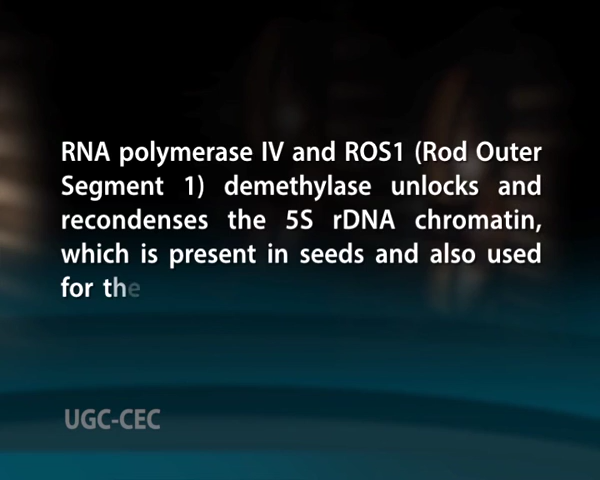 RNA polymerase IV and ROS1 (Rod Outer
Segment 1) demethylase unlocks and
recondenses the 5S rDNA chromatin,
which is present in seeds and also used
for the
UGC-CEC